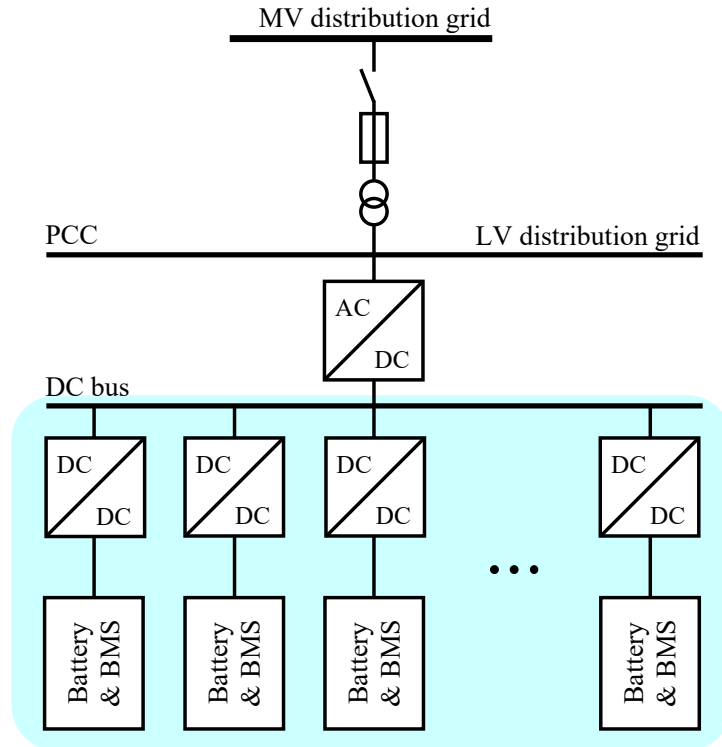 MV distribution grid
PCC
LV distribution grid
AC
DC
DC bus
DC
DC
DC
DC
DC
DC
DC
DC
Battery
& BMS
Battery
& BMS
Battery
& BMS
Battery
& BMS